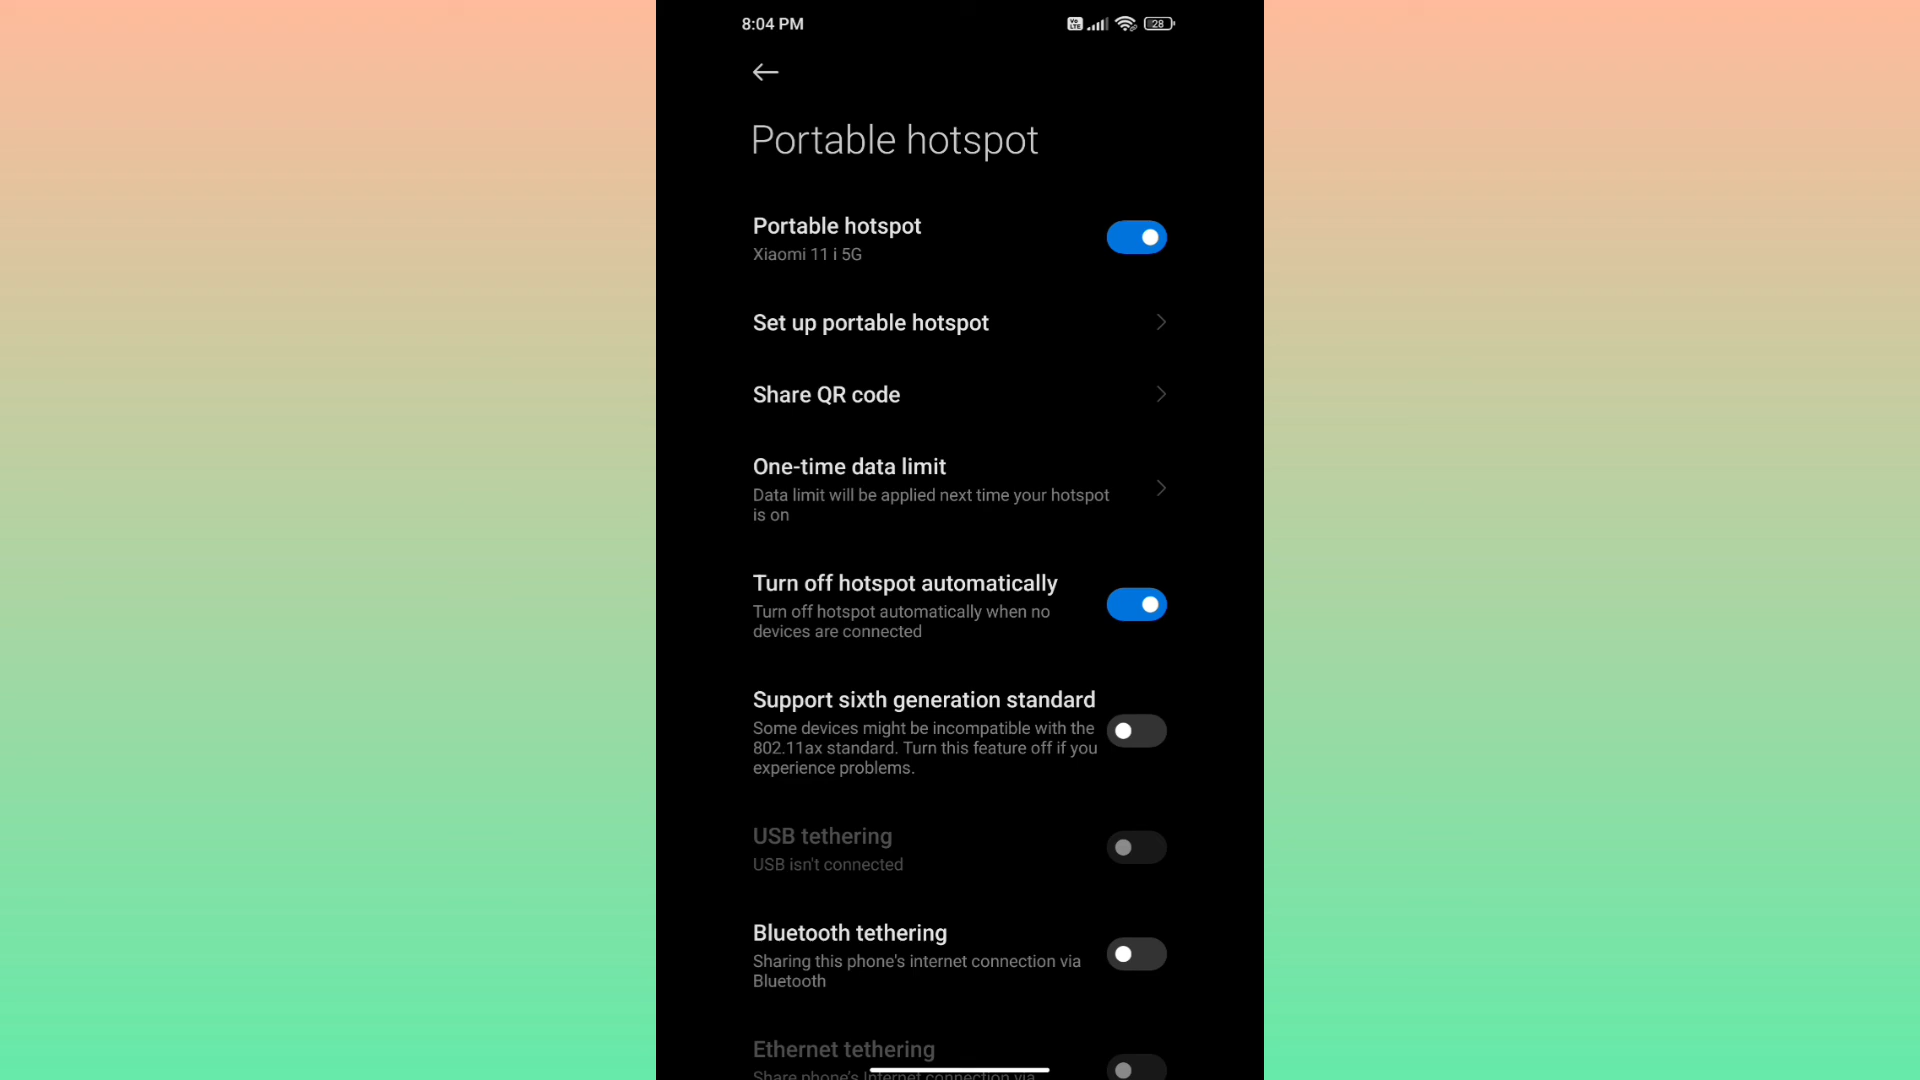 8:04 PM
Vo
LTE
28
Portable hotspot
Portable hotspot
Xiaomi 11 i 5G
Set up portable hotspot
Share QR code
One-time data limit
Data limit will be applied next time your hotspot
is on
Turn off hotspot automatically
Turn off hotspot automatically when no
devices are connected
Support sixth generation standard
Some devices might be incompatible with the
802.11ax standard. Turn this feature off if you
experience problems.
USB tethering
USB isn't connected
Bluetooth tethering
Sharing this phone's internet connection via
Bluetooth
Ethernet tethering
Share phone's Internet connection via